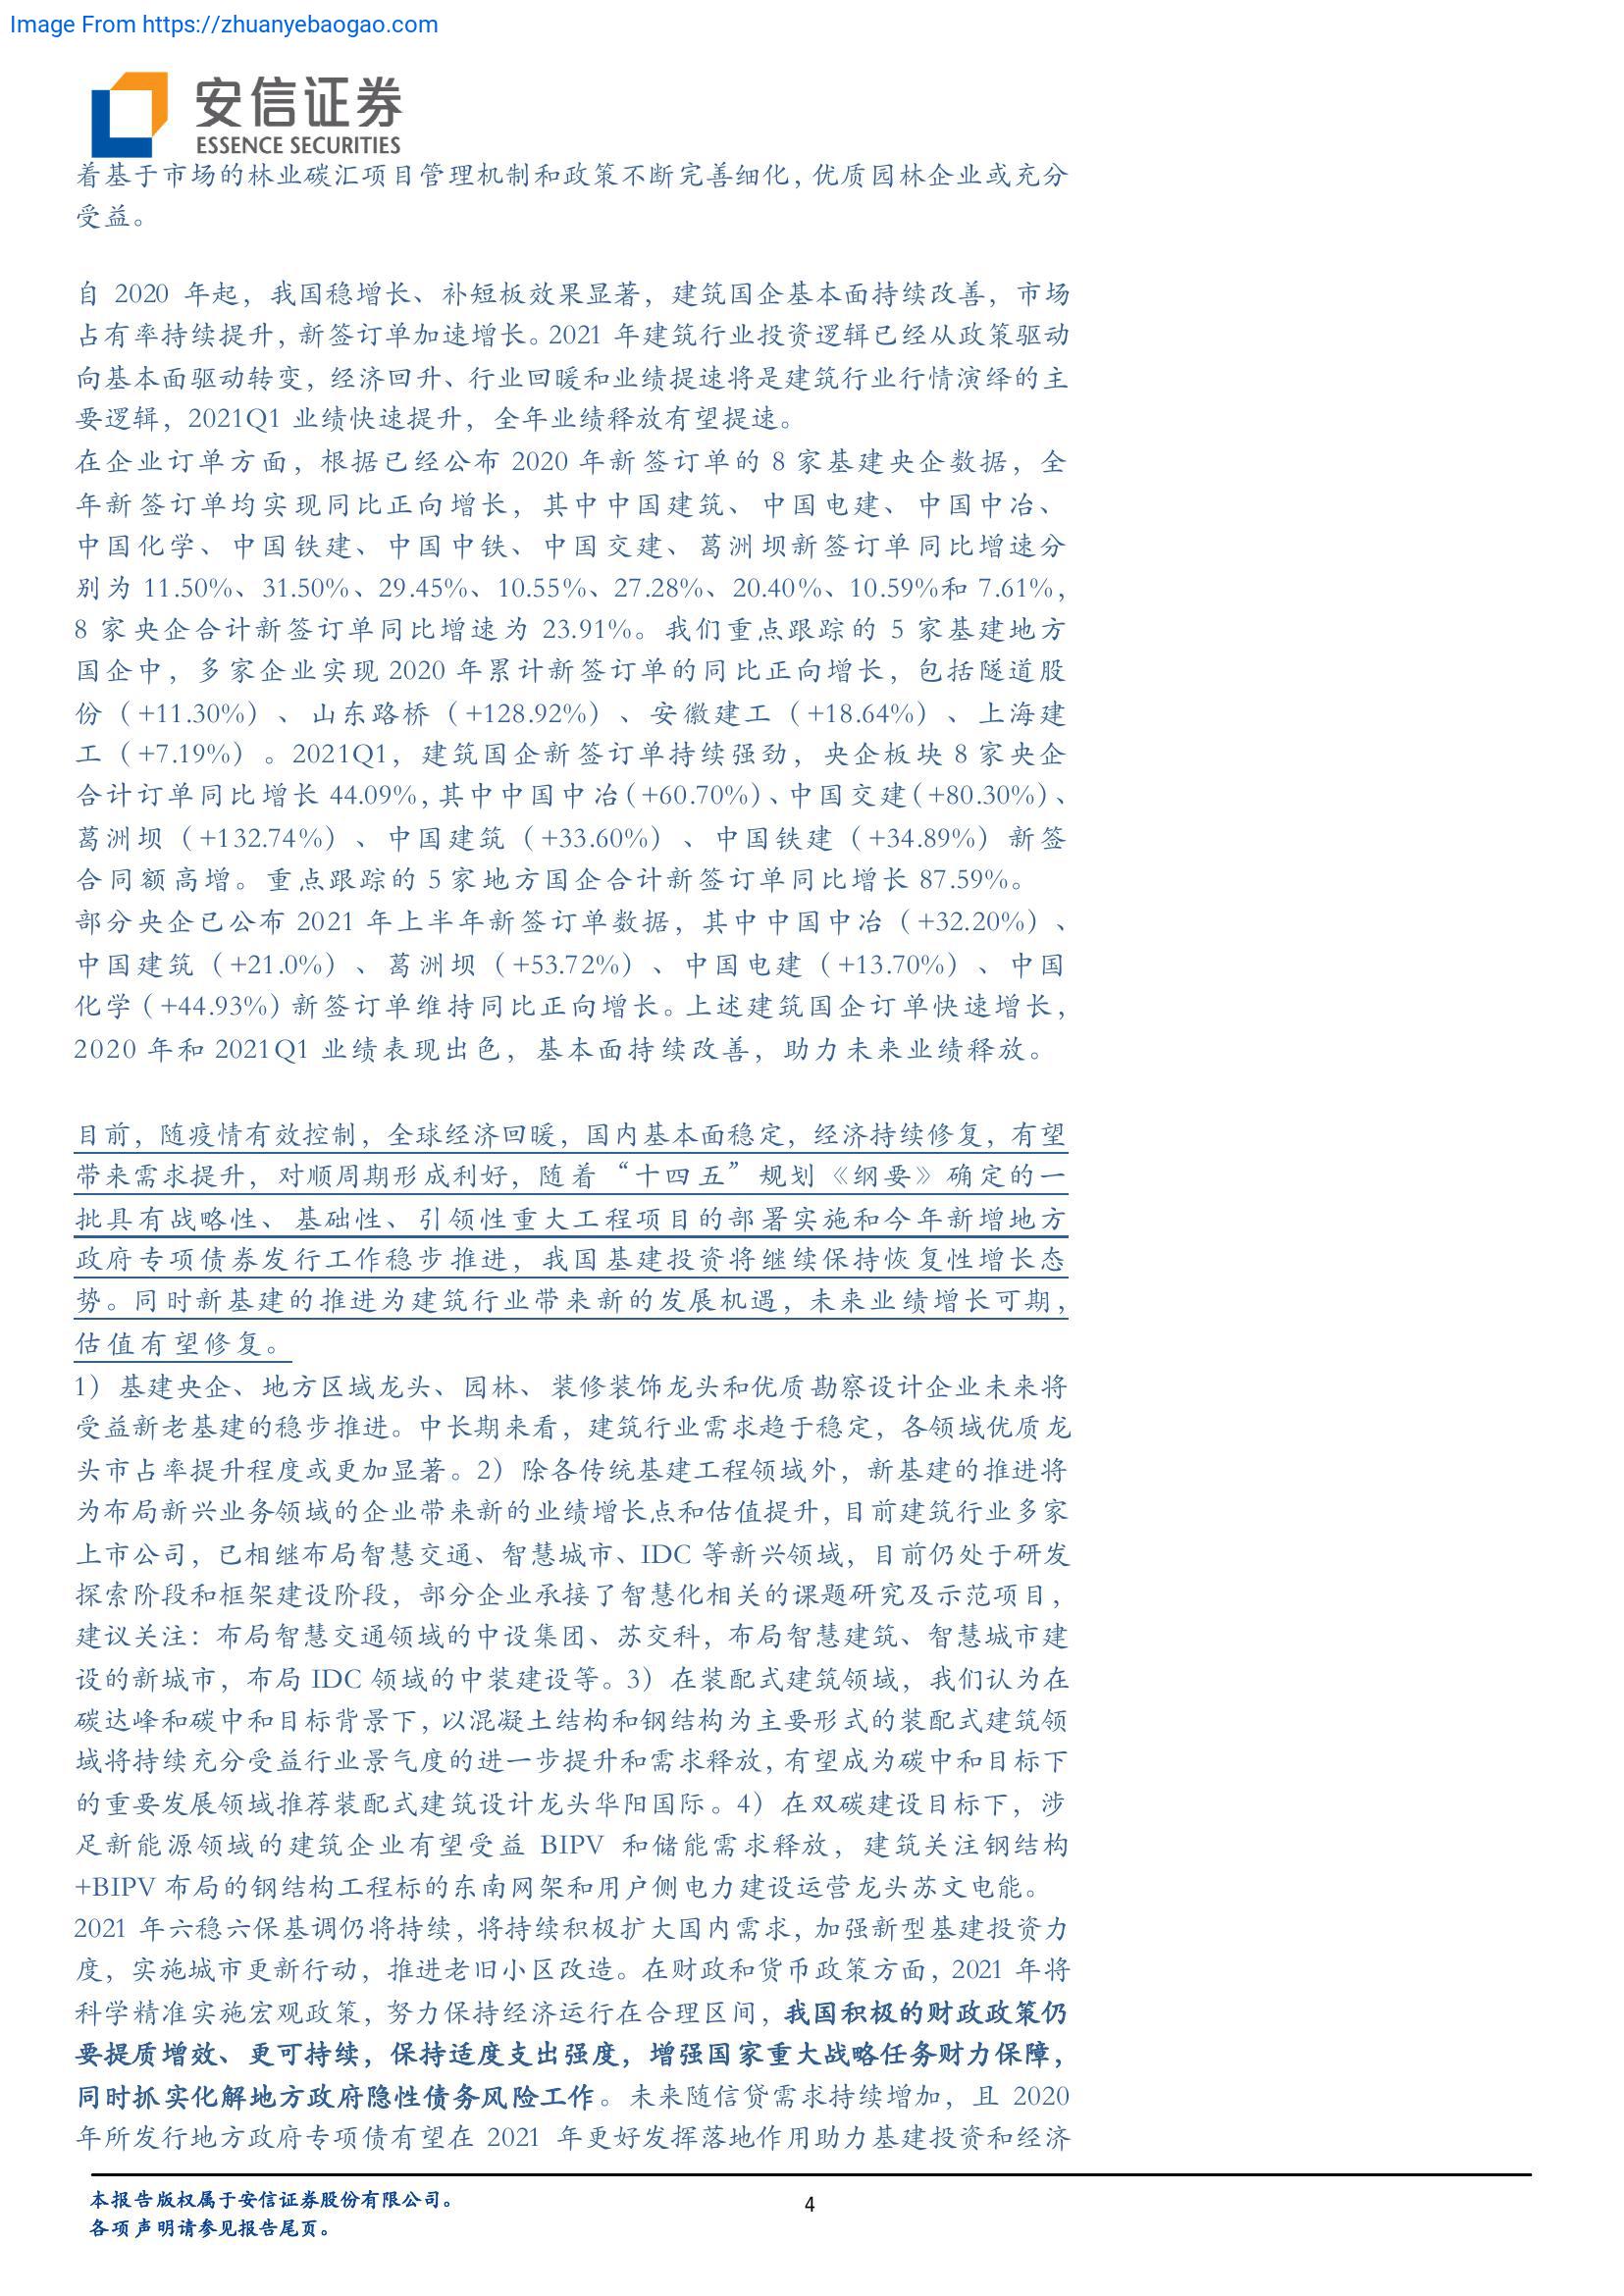 Image From https://zhuanyebaogao.com
安信证券
ESSENCE SECURITIES
着基于市场的林业碳汇项目管理机制和政策不断完善细化，优质园林企业或充分
受益。
自 2020 年起，我国稳增长、补短板效果显著，建筑国企基本面持续改善，市场
占有率持续提升，新签订单加速增长。2021 年建筑行业投资逻辑已经从政策驱动
向基本面驱动转变，经济回升、行业回暖和业绩提速将是建筑行业行情演绎的主
要逻辑，2021Q1 业绩快速提升，全年业绩释放有望提速。
在企业订单方面，根据已经公布 2020 年新签订单的 8 家基建央企数据，全
年新签订单均实现同比正向增长，其中中国建筑、中国电建、中国中冶、
中国化学、中国铁建、中国中铁、中国交建、葛洲坝新签订单同比增速分
别为 11.50%、31.50%、29.45%、10.55%、27.28%、20.40%、10.59%和 7.61%，
8 家央企合计新签订单同比增速为 23.91%。我们重点跟踪的 5 家基建地方
国企中，多家企业实现 2020 年累计新签订单的同比正向增长，包括隧道股
份（+11.30%）、山东路桥（+128.92%）、安徽建工（+18.64%）、上海建
工（+7.19%）。2021Q1，建筑国企新签订单持续强劲，央企板块 8 家央企
合计订单同比增长 44.09%，其中中国中冶（+60.70%）、中国交建（+80.30%）、
葛洲坝（+132.74%）、中国建筑（+33.60%）、中国铁建（+34.89%）新签
合同额高增。重点跟踪的 5 家地方国企合计新签订单同比增长 87.59%。
部分央企已公布 2021 年上半年新签订单数据，其中中国中冶（+32.20%）、
中国建筑（+21.0%）、葛洲坝（+53.72%）、中国电建（+13.70%）、中国
化学（+44.93%）新签订单维持同比正向增长。上述建筑国企订单快速增长，
2020 年和 2021Q1 业绩表现出色，基本面持续改善，助力未来业绩释放。
目前，随疫情有效控制，全球经济回暖，国内基本面稳定，经济持续修复，有望
带来需求提升，对顺周期形成利好，随着“十四五”规划《纲要》确定的一
批具有战略性、基础性、引领性重大工程项目的部署实施和今年新增地方
政府专项债券发行工作稳步推进，我国基建投资将继续保持恢复性增长态
势。同时新基建的推进为建筑行业带来新的发展机遇，未来业绩增长可期，
估值有望修复。
1）基建央企、地方区域龙头、园林、装修装饰龙头和优质勘察设计企业未来将
受益新老基建的稳步推进。中长期来看，建筑行业需求趋于稳定，各领域优质龙
头市占率提升程度或更加显著。2）除各传统基建工程领域外，新基建的推进将
为布局新兴业务领域的企业带来新的业绩增长点和估值提升，目前建筑行业多家
上市公司，已相继布局智慧交通、智慧城市、IDC 等新兴领域，目前仍处于研发
探索阶段和框架建设阶段，部分企业承接了智慧化相关的课题研究及示范项目，
建议关注：布局智慧交通领域的中设集团、苏交科，布局智慧建筑、智慧城市建
设的新城市，布局 IDC 领域的中装建设等。3）在装配式建筑领域，我们认为在
碳达峰和碳中和目标背景下，以混凝土结构和钢结构为主要形式的装配式建筑领
域将持续充分受益行业景气度的进一步提升和需求释放，有望成为碳中和目标下
的重要发展领域推荐装配式建筑设计龙头华阳国际。4）在双碳建设目标下，涉
足新能源领域的建筑企业有望受益 BIPV 和储能需求释放，建筑关注钢结构
+BIPV 布局的钢结构工程标的东南网架和用户侧电力建设运营龙头苏文电能。
2021 年六稳六保基调仍将持续，将持续积极扩大国内需求，加强新型基建投资力
度，实施城市更新行动，推进老旧小区改造。在财政和货币政策方面，2021 年将
科学精准实施宏观政策，努力保持经济运行在合理区间，我国积极的财政政策仍
要提质增效、更可持续，保持适度支出强度，增强国家重大战略任务财力保障，
同时抓实化解地方政府隐性债务风险工作。未来随信贷需求持续增加，且 2020
年所发行地方政府专项债有望在 2021 年更好发挥落地作用助力基建投资和经济
本报告版权属于安信证券股份有限公司。
4
各项声明请参见报告尾页。